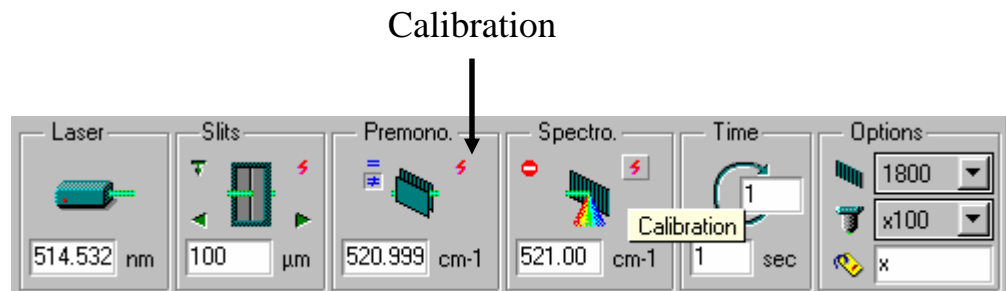 Calibration
Laser Slits Premono. Spectro. Time Options
1800
1
x100
Calibration
514.532 nm 100 µm 520.999 cm-1 521.00 cm-1 1 sec x